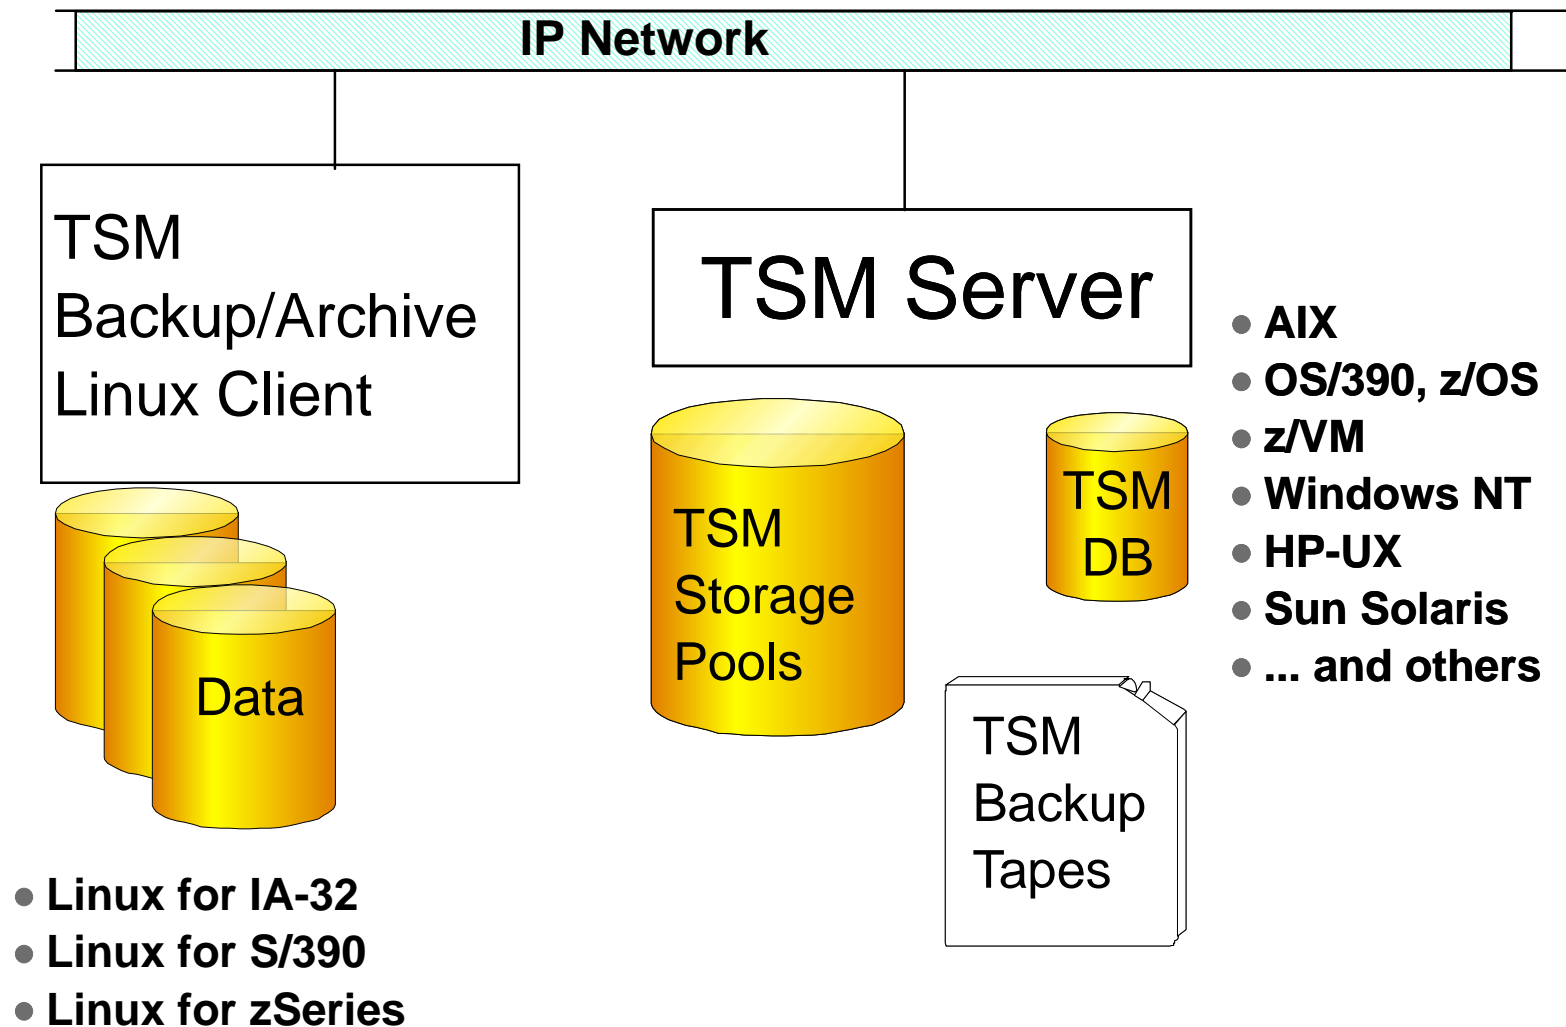 IP Network
TSM
Backup/Archive
Linux Client
TSM Server
Data
TSM
Storage
Pools
TSM
DB
TSM
Backup
Tapes
AIX
OS/390, z/OS
z/VM
Windows NT
HP-UX
Sun Solaris
... and others
Linux for IA-32
Linux for S/390
Linux for zSeries